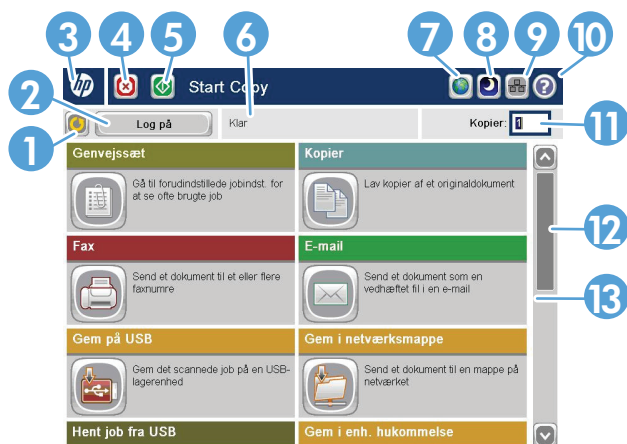 3 4 5 6 7 8 9 10
hp Start Copy
2 Log på Klar Kopier: 1 11
1
Genvejssæt Kopier
Gå til forudindstillede jobindst. for
at se ofte brugte job
Lav kopier af et originaldokument
12
Fax E-mail
Send et dokument til et eller flere
faxnumre
Send et dokument som en
vedhæftet fil i en e-mail
13
Gem på USB Gem i netværksmappe
Gem det scannede job på en USB-
lagerenhed
Send et dokument til en mappe på
netværket
Hent job fra USB Gem i enh. hukommelse